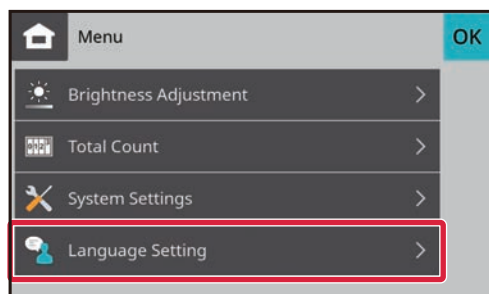 Menu
OK
Brightness Adjustment
Total Count
System Settings
Language Setting